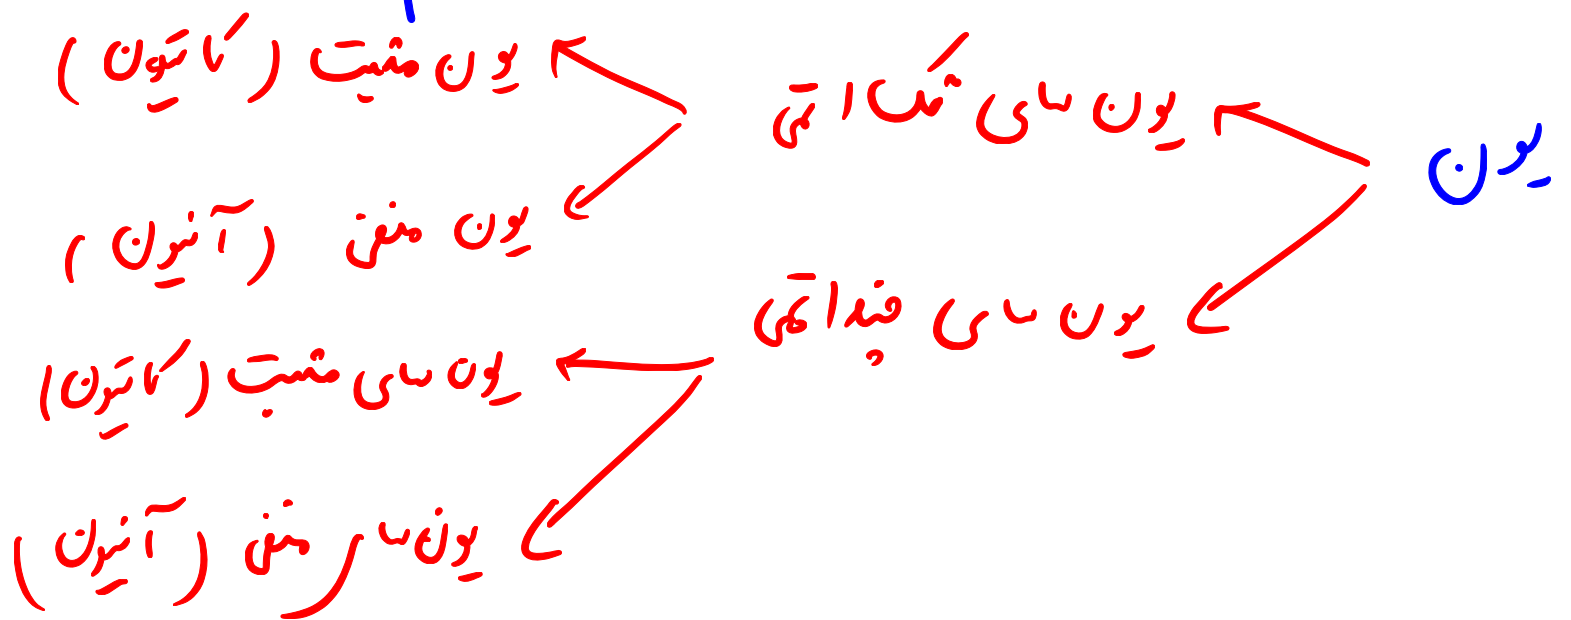 یون
یون های تک اتمی
یون مثبت (کاتیون)
یون منفی (آنیون)
یون های چند اتمی
یون های مثبت (کاتیون)
یون های منفی (آنیون)